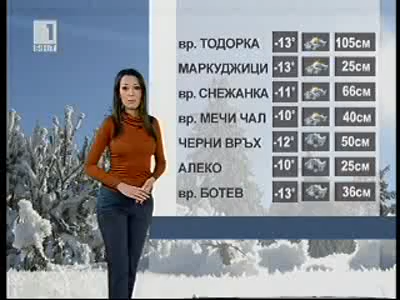 1
БНТ
вр. ТОДОРКА -13° 105см
МАРКУДЖИЦИ -13° 25см
вр. СНЕЖАНКА -11° 66см
вр. МЕЧИ ЧАЛ -10° 40см
ЧЕРНИ ВРЪХ -12° 50см
АЛЕКО -10° 25см
вр. БОТЕВ -13° 36см